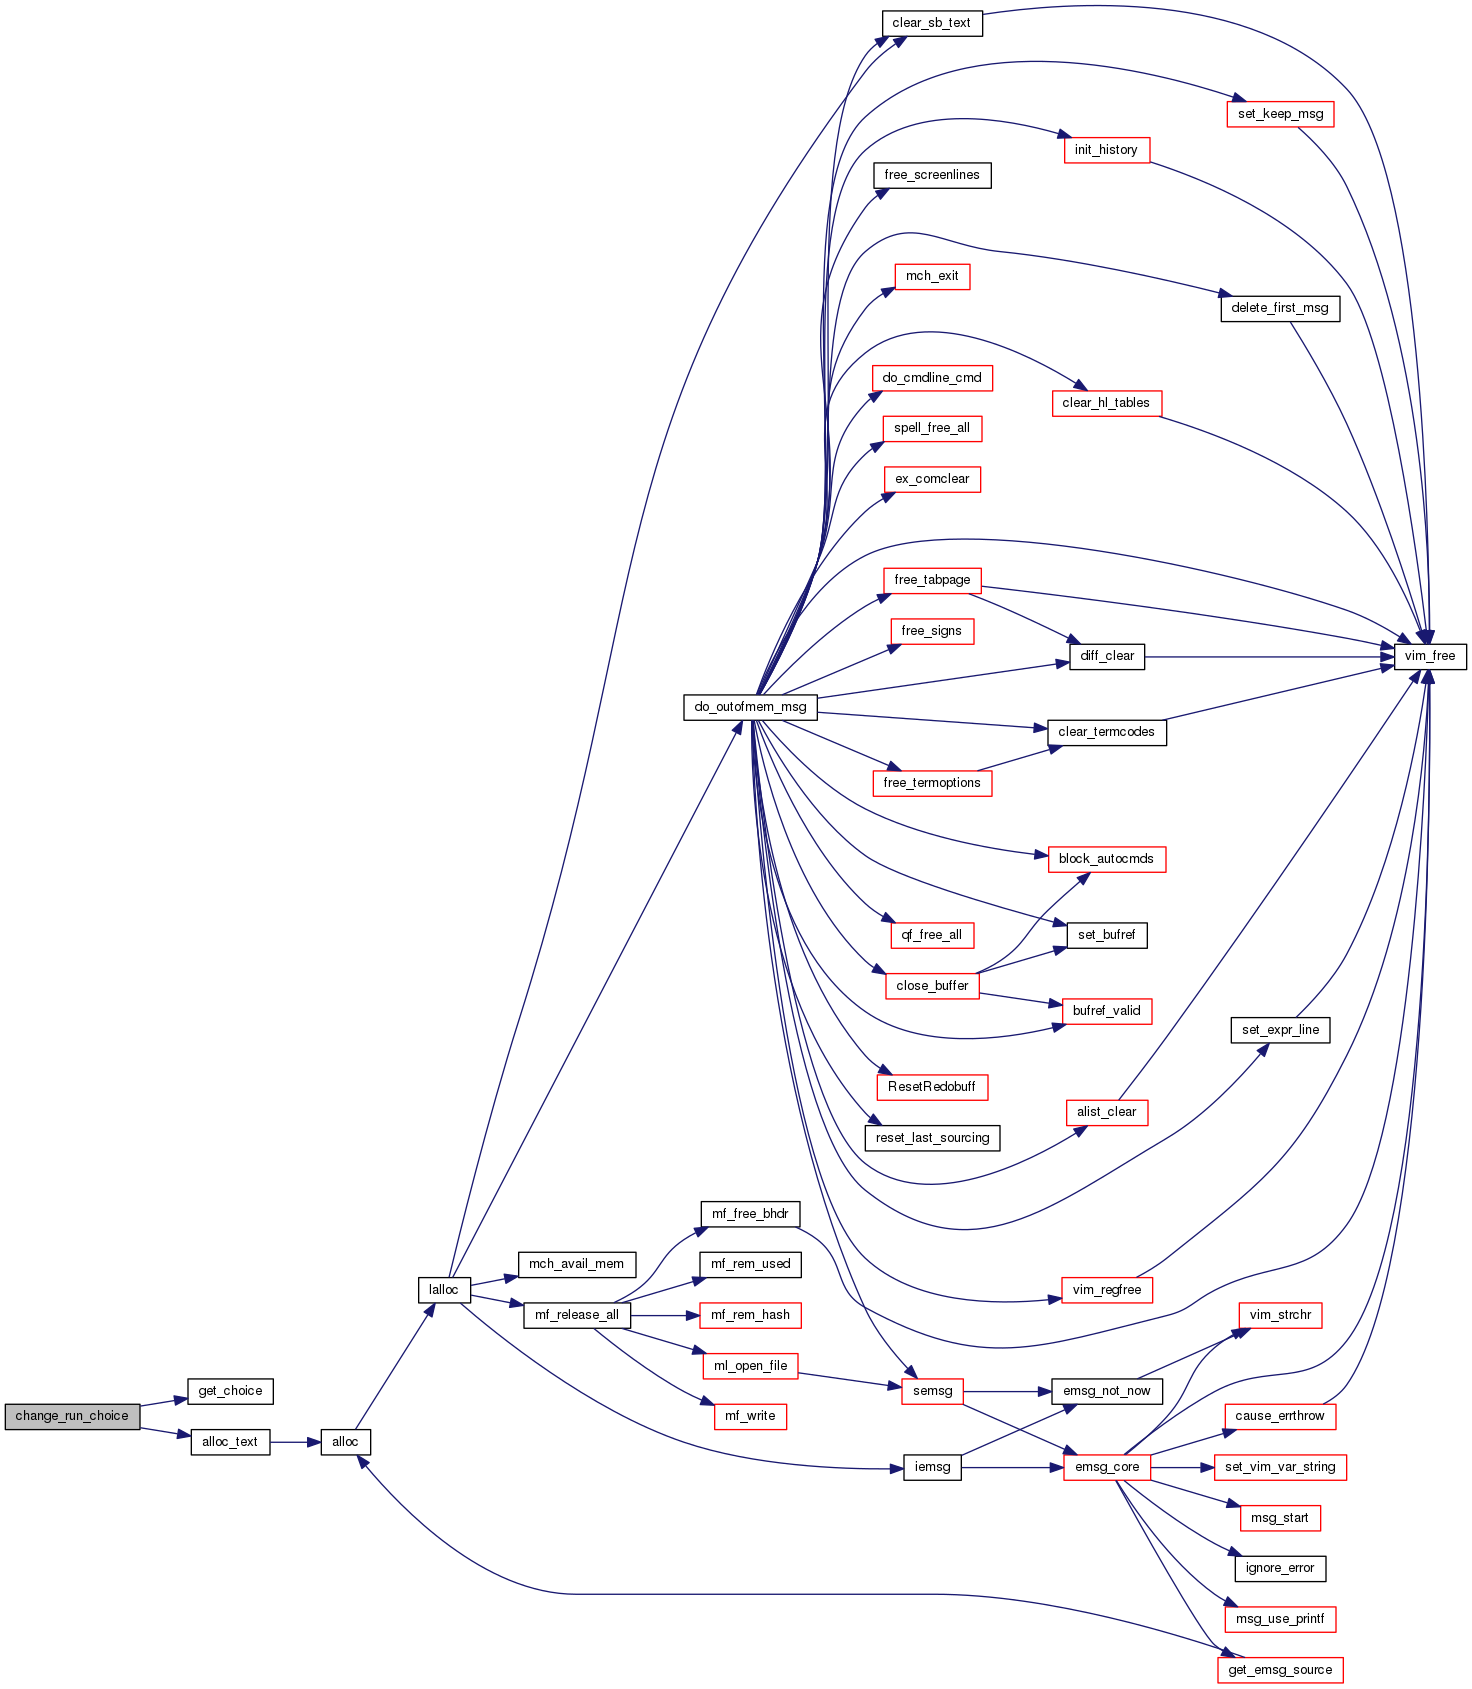 clear_sb_text
set_keep_msg
init_history
free_screenlines
mch_exit
delete_first_msg
do_cmdline_cmd
clear_hl_tables
spell_free_all
ex_comclear
free_tabpage
free_signs
diff_clear
vim_free
do_outofmem_msg
clear_termcodes
free_termoptions
block_autocmds
qf_free_all
set_bufref
close_buffer
bufref_valid
set_expr_line
ResetRedobuff
alist_clear
reset_last_sourcing
mf_free_bhdr
mch_avail_mem
mf_rem_used
lalloc
vim_regfree
mf_release_all
mf_rem_hash
vim_strchr
ml_open_file
get_choice
semsg
emsg_not_now
change_run_choice
mf_write
cause_errthrow
alloc_text
alloc
iemsg
emsg_core
set_vim_var_string
msg_start
ignore_error
msg_use_printf
get_emsg_source